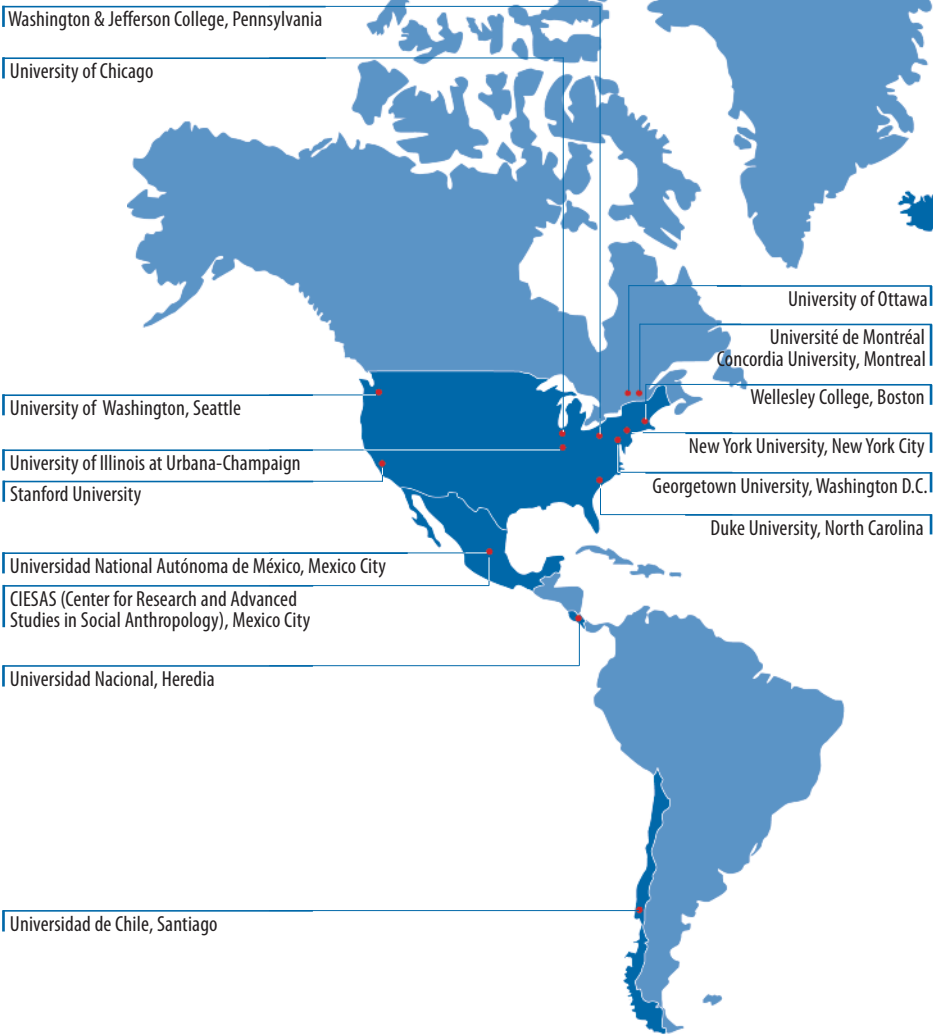 Washington & Jefferson College, Pennsylvania
University of Chicago
University of Ottawa
Université de Montréal
Concordia University, Montreal
Wellesley College, Boston
University of Washington, Seattle
New York University, New York City
University of Illinois at Urbana-Champaign
Georgetown University, Washington D.C.
Stanford University
Duke University, North Carolina
Universidad National Autónoma de México, Mexico City
CIESAS (Center for Research and Advanced
Studies in Social Anthropology), Mexico City
Universidad Nacional, Heredia
Universidad de Chile, Santiago